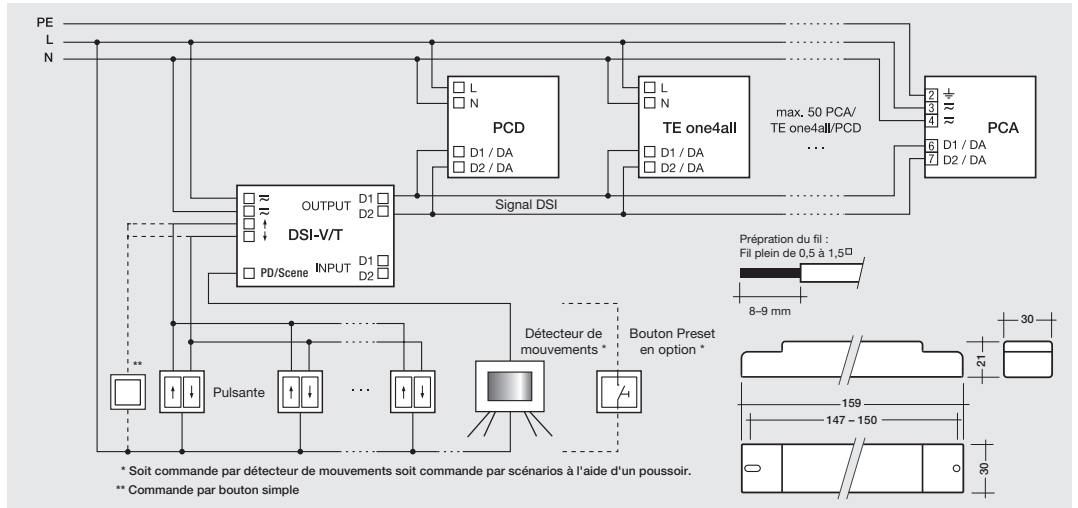 PE
L
N
L
N
PCD
D1 / DA
D2 / DA
L
N
TE one4all
D1 / DA
D2 / DA
max. 50 PCA/
TE one4all/PCD
...
2
3
4
PCA
6 D1 / DA
7 D2 / DA
OUTPUT D1
D2
DSI-V/T
PD/Scene INPUT D1
D2
Signal DSI
Prépration du fil :
Fil plein de 0,5 à 1,5□
8–9 mm
Détecteur de
mouvements *
Bouton Preset
en option *
**
Pulsante
...
30
21
159
147 – 150
30
* Soit commande par détecteur de mouvements soit commande par scénarios à l'aide d'un poussoir.
** Commande par bouton simple